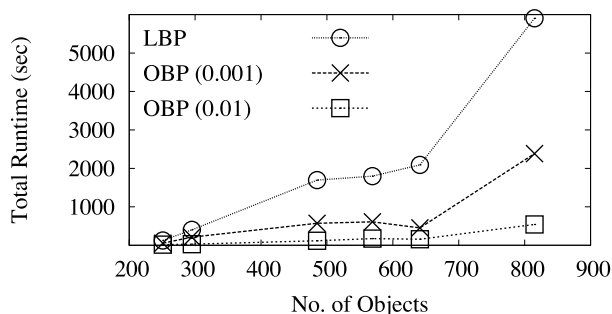 LBP
OBP (0.001)
OBP (0.01)
Total Runtime (sec)
5000
4000
3000
2000
1000
200 300 400 500 600 700 800 900
No. of Objects